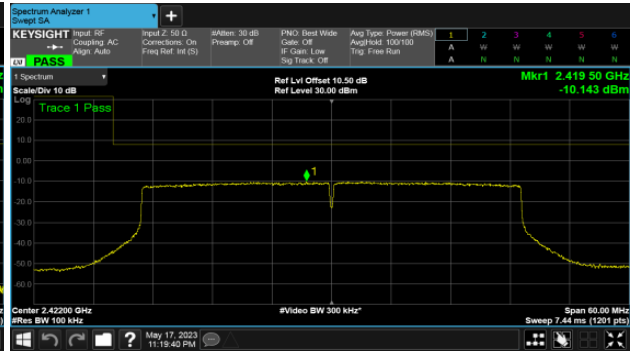 Spectrum Analyzer 1
Swept SA
+
KEYSIGHT Input: RF Input Z: 50 Ω #Atten: 30 dB PNO: Best Wide Avg Type: Power (RMS) 1 2 3 4 5 6
Coupling: AC Corrections: On Preamp: Off Gate: Off Avg|Hold: 100/100 A W W W W W
Align: Auto Freq Ref: Int (S) IF Gain: Low Trig: Free Run
LXI PASS Sig Track: Off A N N N N N
1 Spectrum Ref Lvl Offset 10.50 dB Mkr1 2.419 50 GHz
Scale/Div 10 dB Ref Level 30.00 dBm -10.143 dBm
Log
Trace 1 Pass
20.0
10.0
0.00
1
-10.0
-20.0
-30.0
-40.0
-50.0
-60.0
Center 2.42200 GHz #Video BW 300 kHz* Span 60.00 MHz
#Res BW 100 kHz Sweep 7.44 ms (1201 pts)
? May 17, 2023
11:19:40 PM